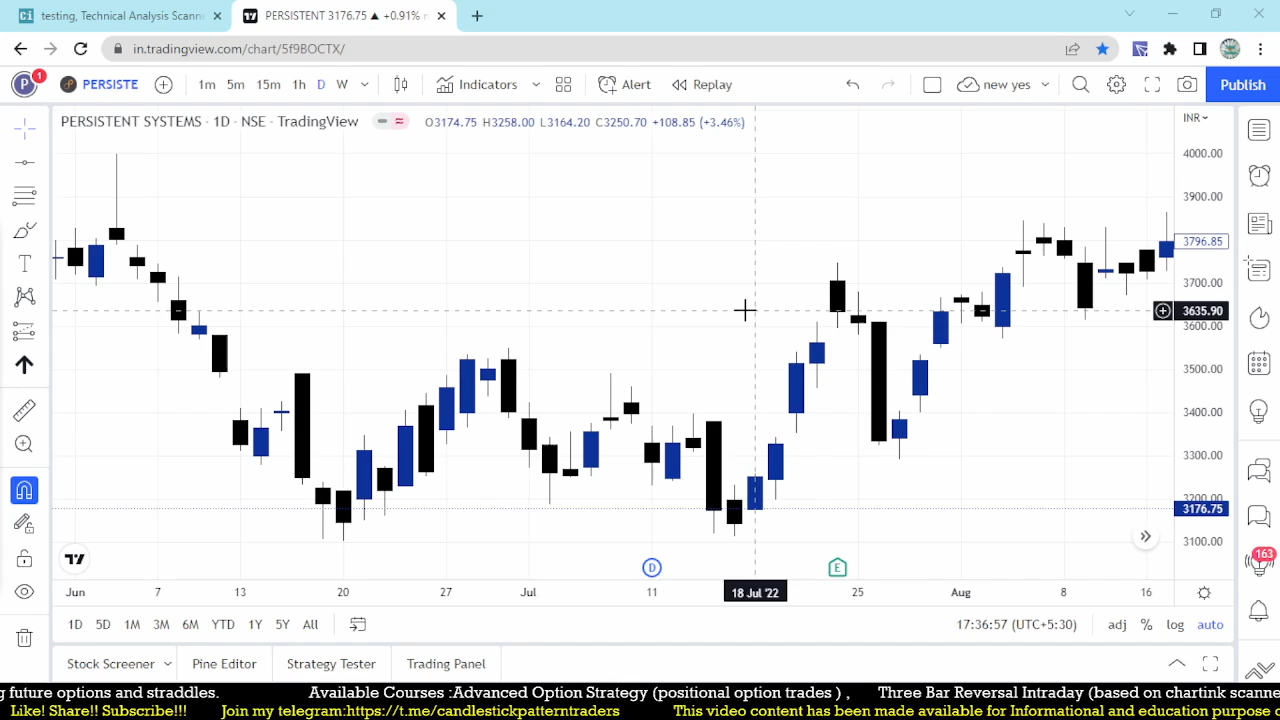 testing, Technical Analysis Scann
PERSISTENT 3176.75 ▲ +0.91%
in.tradingview.com/chart/5f9BOCTX/
P 1 PERSISTE 1m 5m 15m 1h D W Indicators Alert Replay new yes Publish
PERSISTENT SYSTEMS · 1D · NSE · TradingView O3174.75 H3258.00 L3164.20 C3250.70 +108.85 (+3.46%)
INR
4000.00
3900.00
3796.85
3700.00
3635.90
3600.00
3500.00
3400.00
3300.00
3200.00
3176.75
3100.00
163
D E
Jun 7 13 20 27 Jul 11 18 Jul '22 25 Aug 8 16
1D 5D 1M 3M 6M YTD 1Y 5Y All 17:36:57 (UTC+5:30) adj % log auto
Stock Screener Pine Editor Strategy Tester Trading Panel
g future options and straddles. Available Courses :Advanced Option Strategy (positional option trades ) , Three Bar Reversal Intraday (based on chartink scanne
Like! Share!! Subscribe!!! Join my telegram:https://t.me/candlestickpatterntraders This video content has been made available for Informational and education purpose o